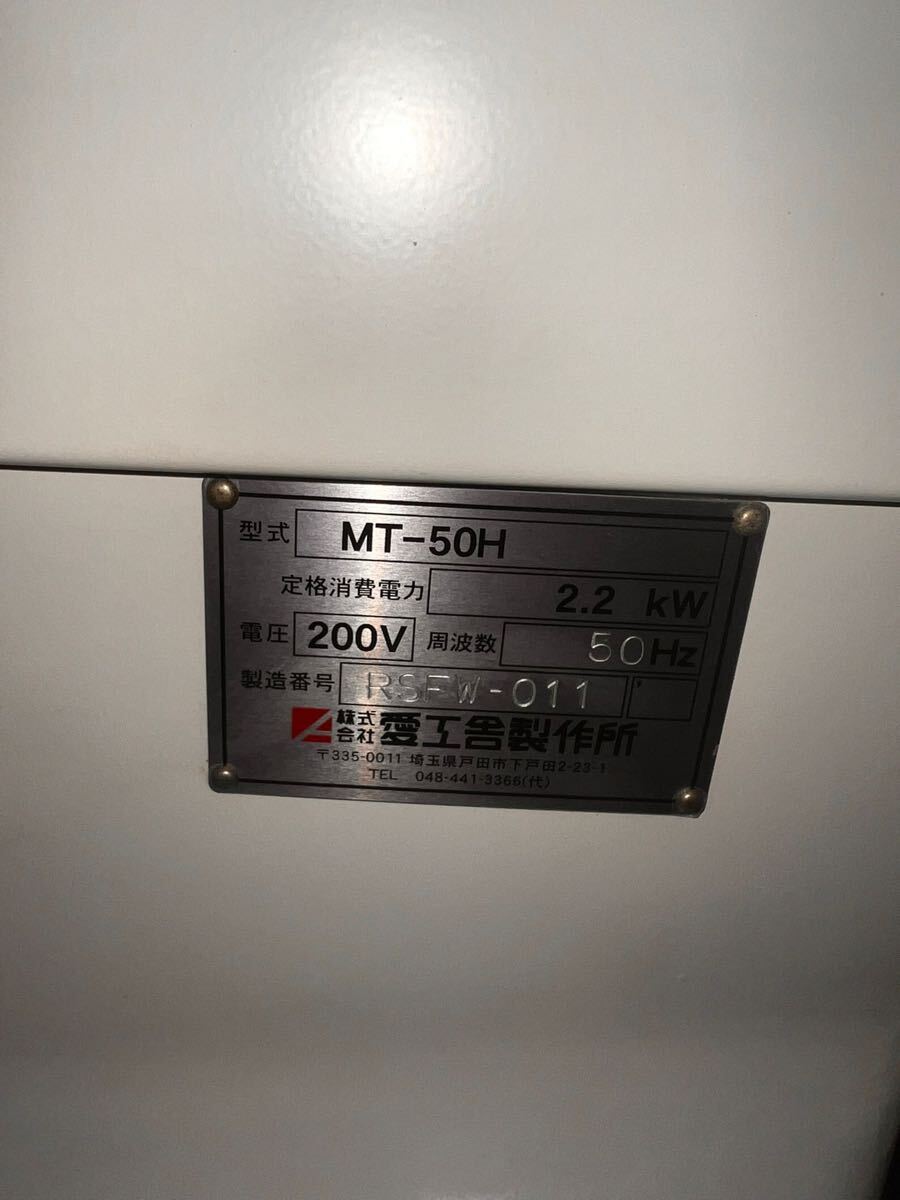 型式 MT-50H
定格消費電力 2.2 kW
電圧 200V 周波数 50Hz
製造番号 RSFW-011
株式会社 愛工舎製作所
〒335-0011 埼玉県戸田市下戸田2-23-1
TEL 048-441-3366(代)